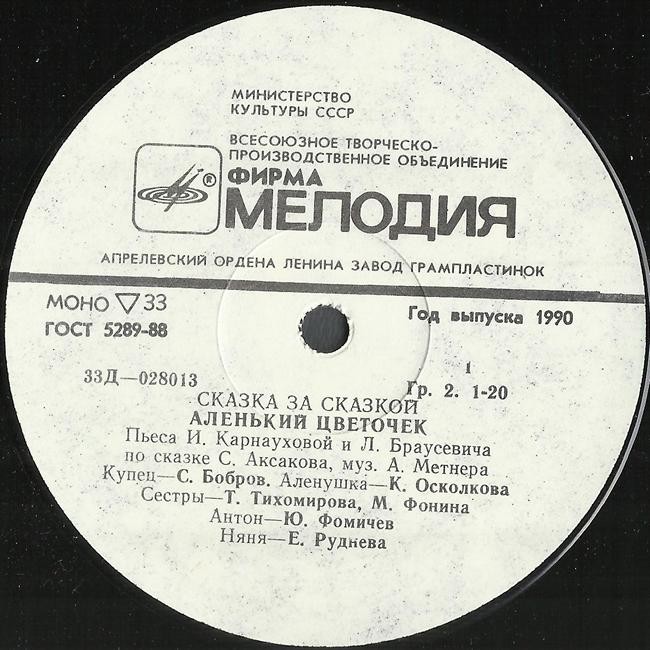 МИНИСТЕРСТВО
КУЛЬТУРЫ СССР
ВСЕСОЮЗНОЕ ТВОРЧЕСКО-
ПРОИЗВОДСТВЕННОЕ ОБЪЕДИНЕНИЕ
ФИРМА
® МЕЛОДИЯ
АПРЕЛЕВСКИЙ ОРДЕНА ЛЕНИНА ЗАВОД ГРАМПЛАСТИНОК
МОНО ▽ 33
ГОСТ 5289-88
Год выпуска 1990
33Д—028013
1
Гр. 2. 1-20
СКАЗКА ЗА СКАЗКОЙ
АЛЕНЬКИЙ ЦВЕТОЧЕК
Пьеса И. Карнауховой и Л. Браусевича
по сказке С. Аксакова, муз. А. Метнера
Купец—С. Бобров. Аленушка—К. Осколкова
Сестры—Т. Тихомирова, М. Фонина
Антон—Ю. Фомичев
Няня—Е. Руднева